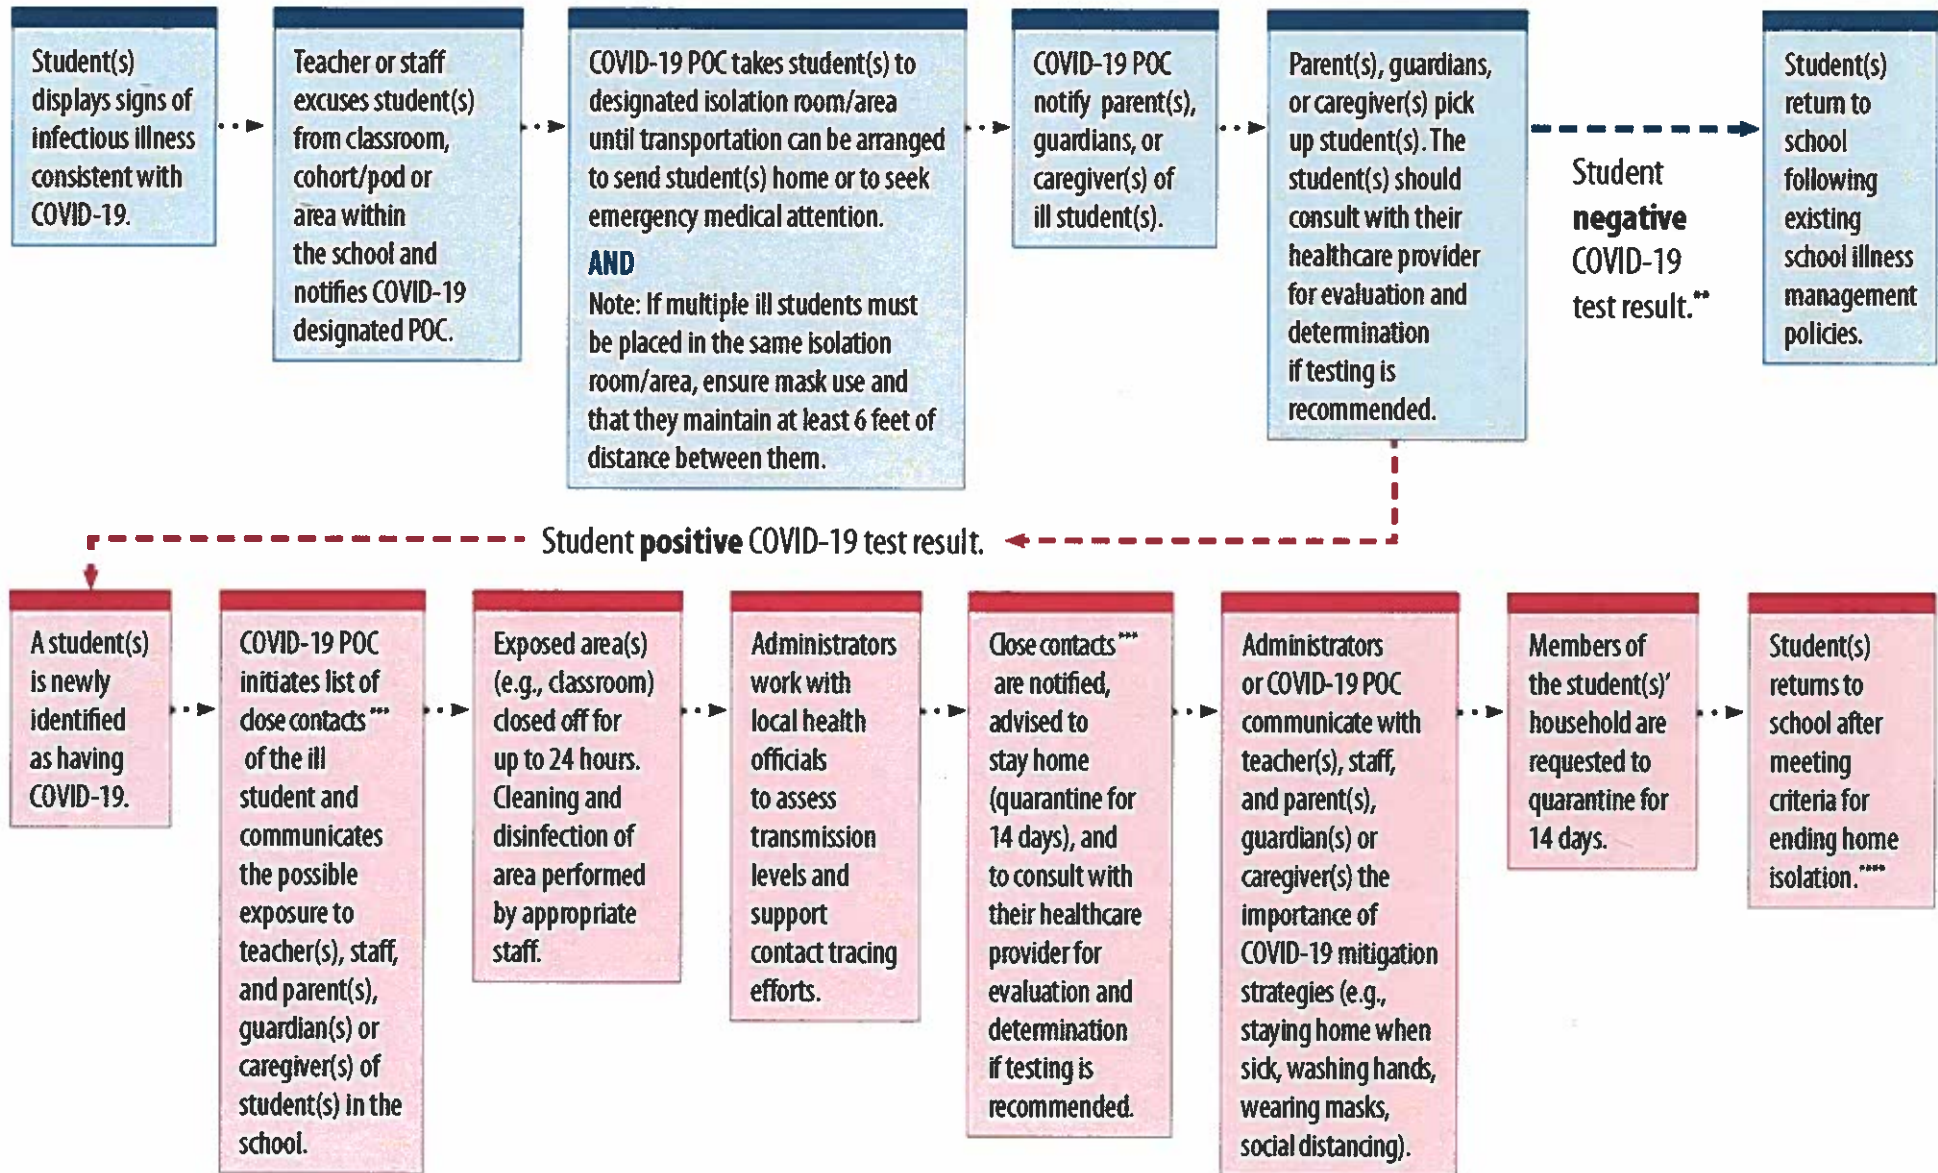 Student(s)
displays signs of
infectious illness
consistent with
COVID-19.
Teacher or staff
excuses student(s)
from classroom,
cohort/pod or
area within
the school and
notifies COVID-19
designated POC.
COVID-19 POC takes student(s) to
designated isolation room/area
until transportation can be arranged
to send student(s) home or to seek
emergency medical attention.
AND
Note: If multiple ill students must
be placed in the same isolation
room/area, ensure mask use and
that they maintain at least 6 feet of
distance between them.
COVID-19 POC
notify parent(s),
guardians, or
caregiver(s) of
ill student(s).
Parent(s), guardians,
or caregiver(s) pick
up student(s). The
student(s) should
consult with their
healthcare provider
for evaluation and
determination
if testing is
recommended.
Student
negative
COVID-19
test result.**
Student(s)
return to
school
following
existing
school illness
management
policies.
Student positive COVID-19 test result.
A student(s)
is newly
identified
as having
COVID-19.
COVID-19 POC
initiates list of
close contacts***
of the ill
student and
communicates
the possible
exposure to
teacher(s), staff,
and parent(s),
guardian(s) or
caregiver(s) of
student(s) in the
school.
Exposed area(s)
(e.g., classroom)
closed off for
up to 24 hours.
Cleaning and
disinfection of
area performed
by appropriate
staff.
Administrators
work with
local health
officials
to assess
transmission
levels and
support
contact tracing
efforts.
Close contacts***
are notified,
advised to
stay home
(quarantine for
14 days), and
to consult with
their healthcare
provider for
evaluation and
determination
if testing is
recommended.
Administrators
or COVID-19 POC
communicate with
teacher(s), staff,
and parent(s),
guardian(s) or
caregiver(s) the
importance of
COVID-19 mitigation
strategies (e.g.,
staying home when
sick, washing hands,
wearing masks,
social distancing).
Members of
the student(s)'
household are
requested to
quarantine for
14 days.
Student(s)
returns to
school after
meeting
criteria for
ending home
isolation.****